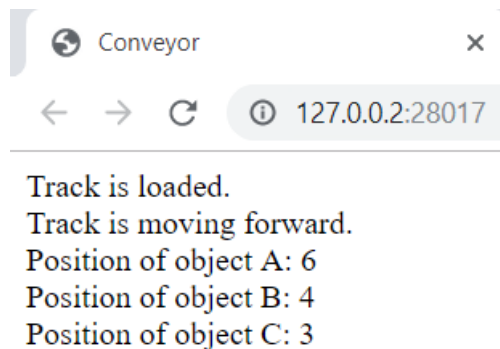 Conveyor
127.0.0.2:28017
Track is loaded.
Track is moving forward.
Position of object A: 6
Position of object B: 4
Position of object C: 3